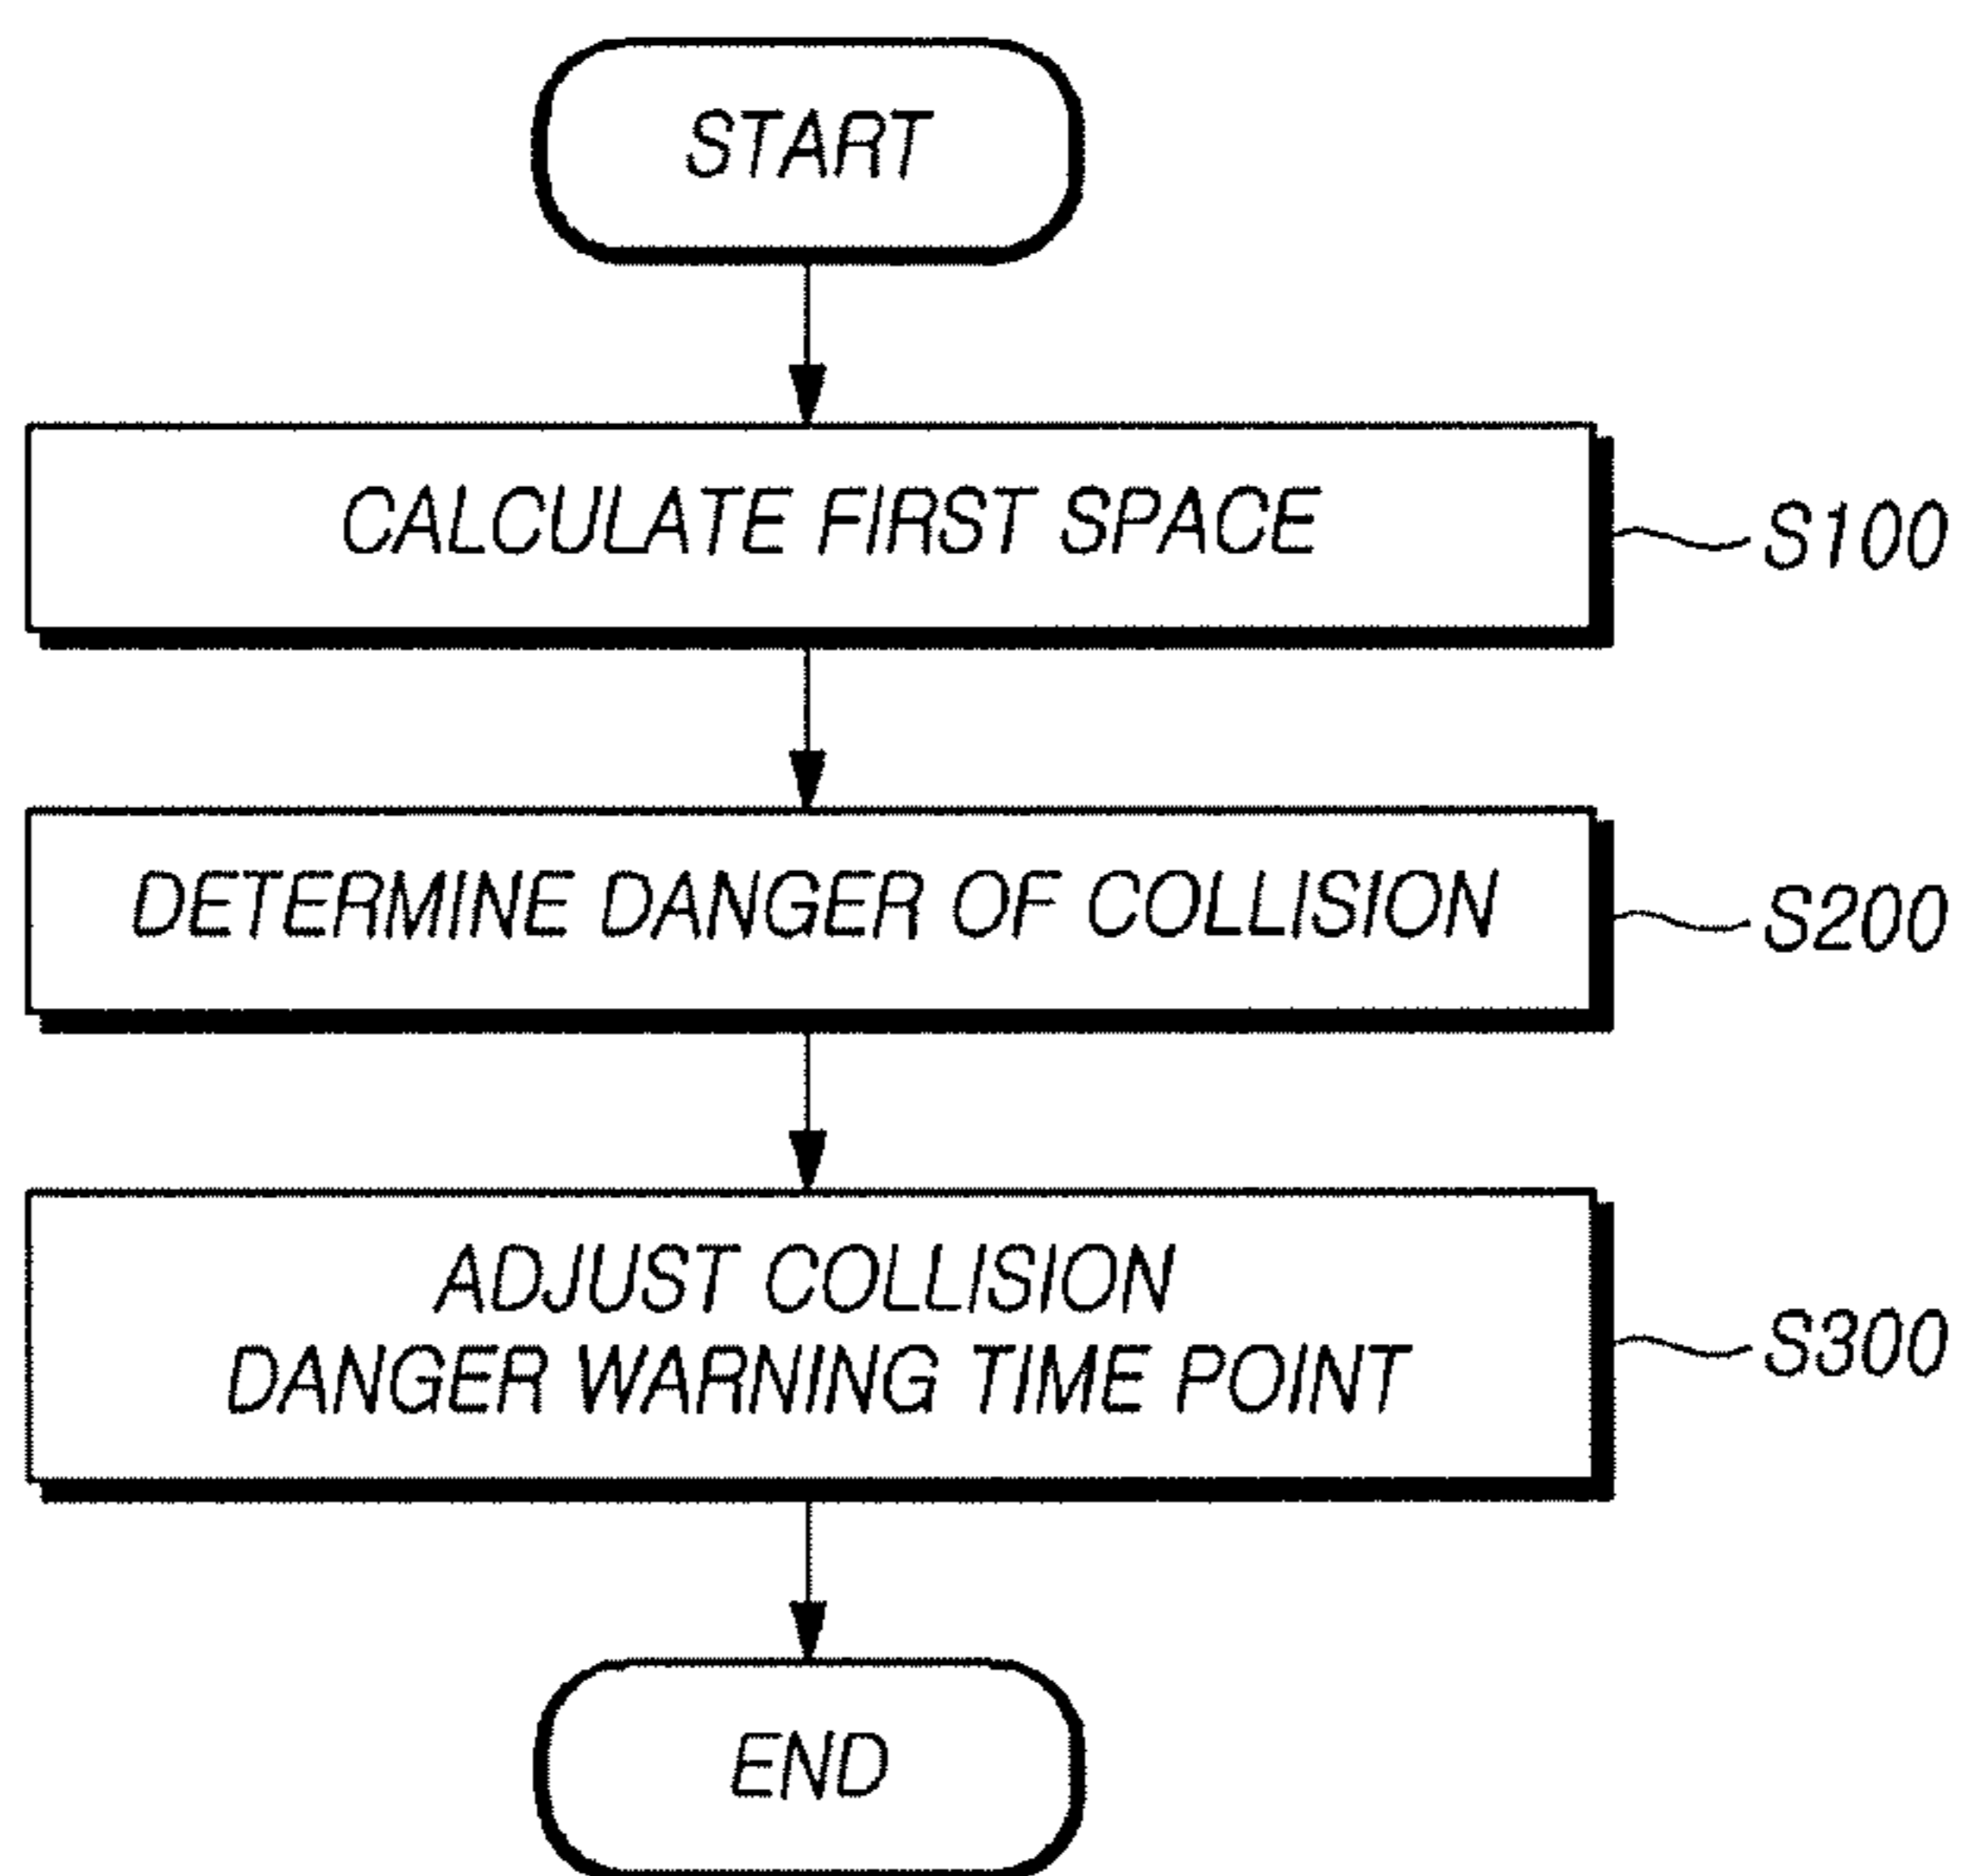 START
CALCULATE FIRST SPACE
S100
DETERMINE DANGER OF COLLISION
S200
ADJUST COLLISION
DANGER WARNING TIME POINT
S300
END